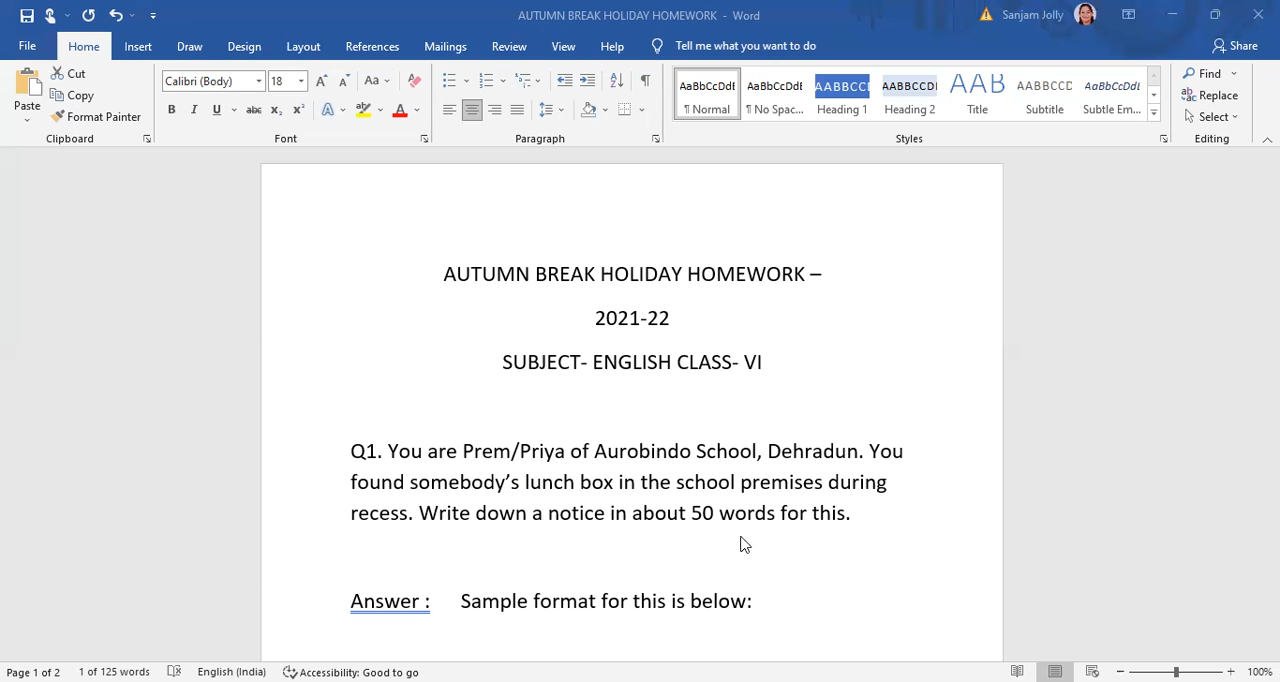 AUTUMN BREAK HOLIDAY HOMEWORK - Word
Sanjam Jolly
File Home Insert Draw Design Layout References Mailings Review View Help Tell me what you want to do Share
Paste
Cut
Copy
Format Painter
Calibri (Body) 18
AaBbCcDdE AaBbCcDdE AABBCCI AABBCCDI AAB AABBCCD AaBbCcDdE
¶ Normal ¶ No Spac... Heading 1 Heading 2 Title Subtitle Subtle Em...
Find
Replace
Select
Clipboard Font Paragraph Styles Editing
AUTUMN BREAK HOLIDAY HOMEWORK –
2021-22
SUBJECT- ENGLISH CLASS- VI
Q1. You are Prem/Priya of Aurobindo School, Dehradun. You
found somebody’s lunch box in the school premises during
recess. Write down a notice in about 50 words for this.
Answer : Sample format for this is below:
Page 1 of 2 1 of 125 words English (India) Accessibility: Good to go 100%